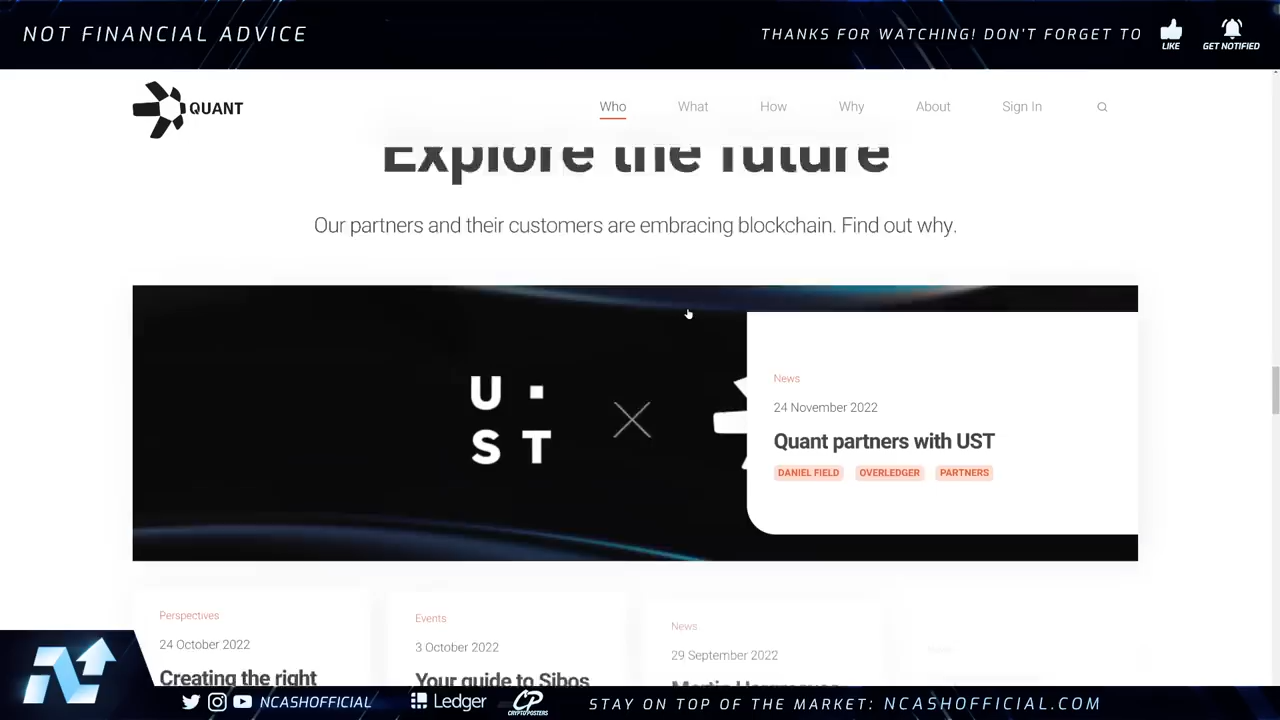 NOT FINANCIAL ADVICE
THANKS FOR WATCHING! DON'T FORGET TO
LIKE
GET NOTIFIED
QUANT
Who
What
How
Why
About
Sign In
Explore the future
Our partners and their customers are embracing blockchain. Find out why.
U
ST
News
24 November 2022
Quant partners with UST
DANIEL FIELD
OVERLEDGER
PARTNERS
Perspectives
24 October 2022
Creating the right
Events
3 October 2022
Your guide to Sibos
News
29 September 2022
NCASHOFFICIAL
Ledger
CP
CRYPTOPOSTERS
STAY ON TOP OF THE MARKET: NCASHOFFICIAL.COM